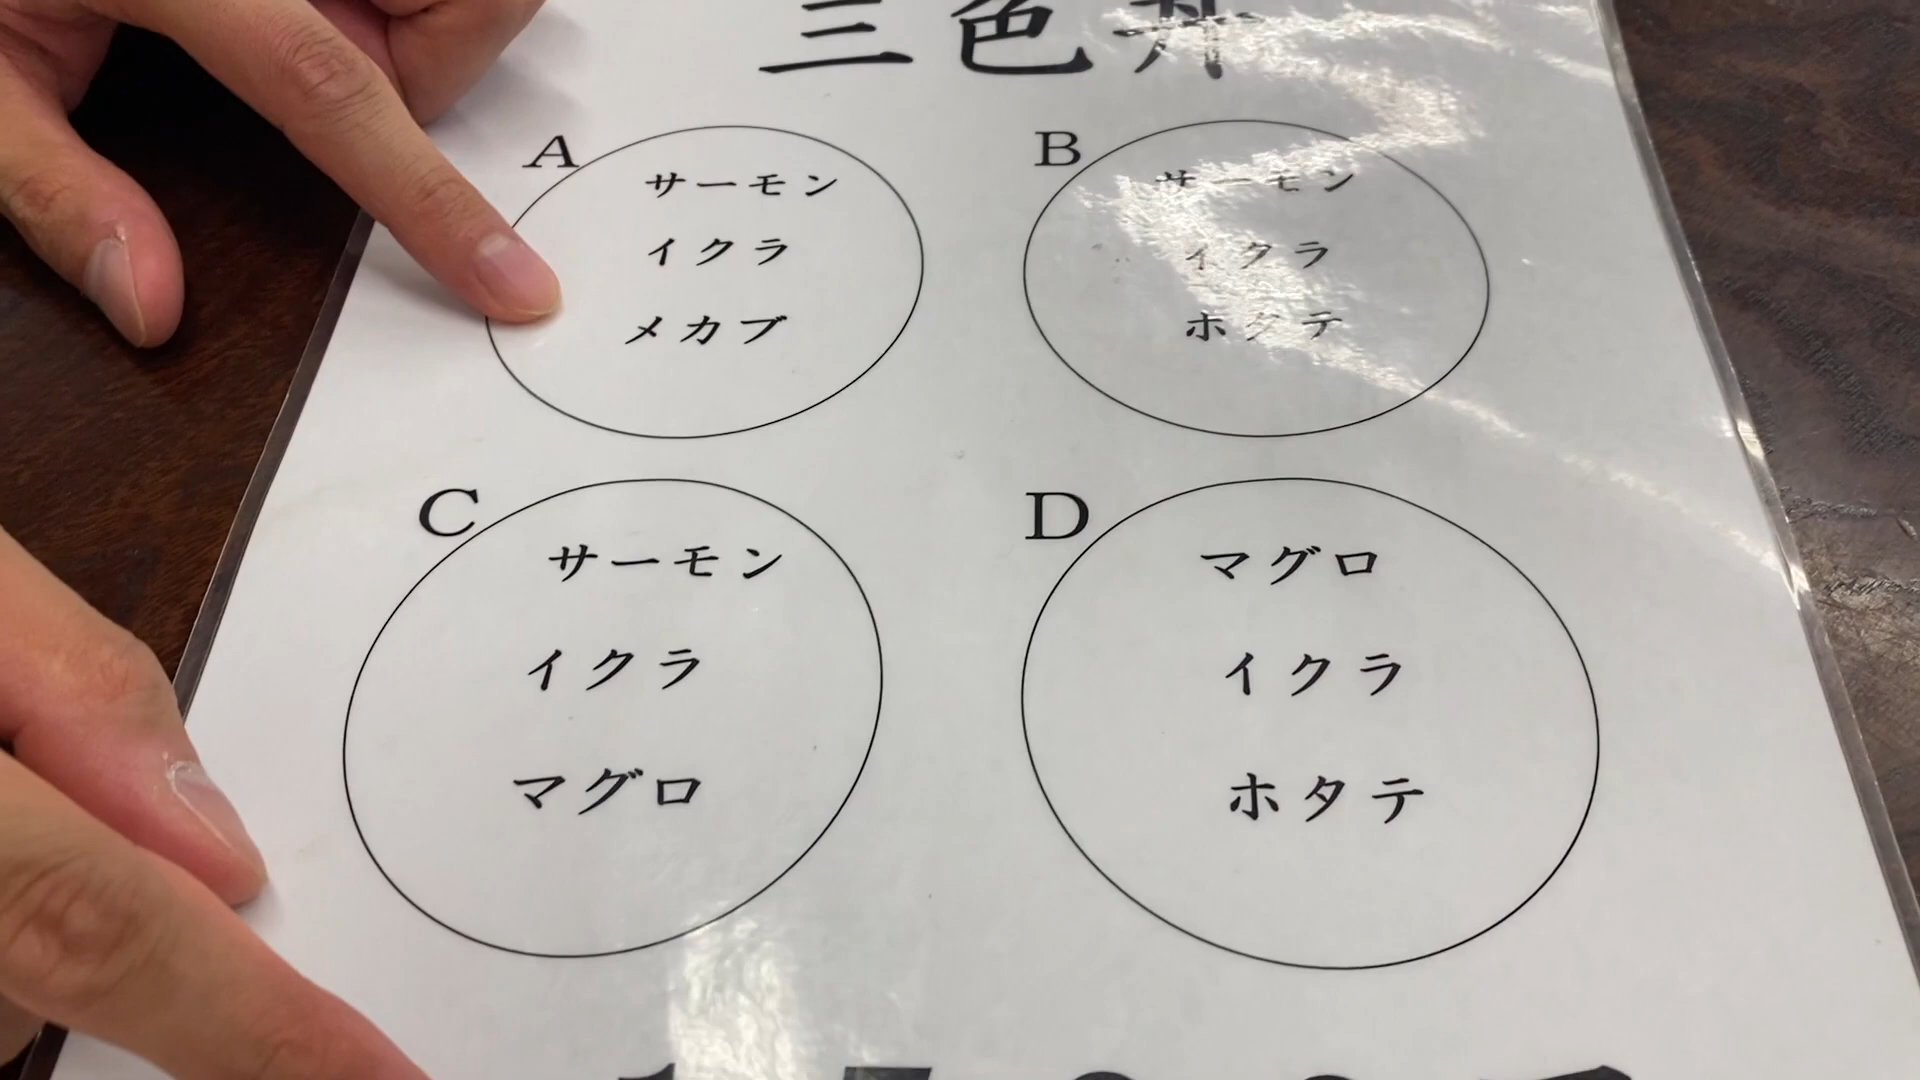 三色丼
A
サーモン
イクラ
メカブ
B
サーモン
イクラ
ホタテ
C
サーモン
イクラ
マグロ
D
マグロ
イクラ
ホタテ